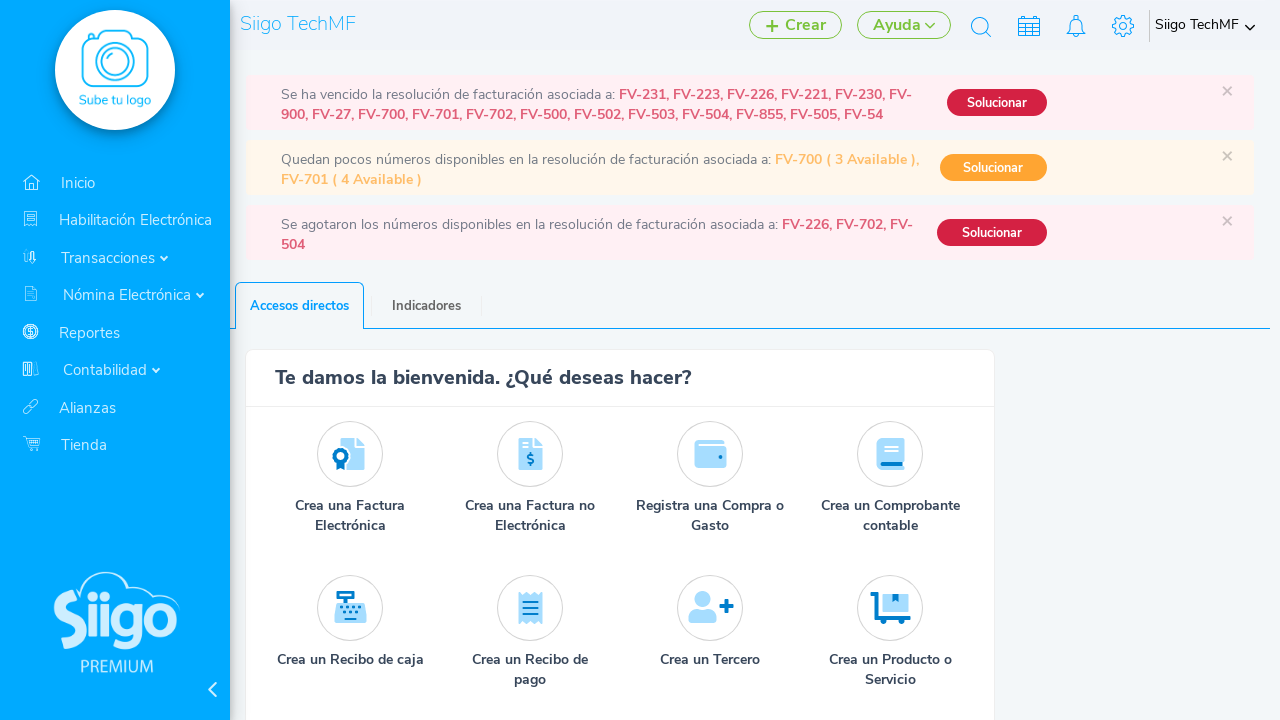 Siigo TechMF
Crear
Ayuda
Siigo TechMF
Sube tu logo
Inicio
Habilitación Electrónica
Transacciones
Nómina Electrónica
Reportes
Contabilidad
Alianzas
Tienda
Siigo
PREMIUM
Se ha vencido la resolución de facturación asociada a: FV-231, FV-223, FV-226, FV-221, FV-230, FV-
900, FV-27, FV-700, FV-701, FV-702, FV-500, FV-502, FV-503, FV-504, FV-855, FV-505, FV-54
Solucionar
×
Quedan pocos números disponibles en la resolución de facturación asociada a: FV-700 ( 3 Available ),
FV-701 ( 4 Available )
Solucionar
×
Se agotaron los números disponibles en la resolución de facturación asociada a: FV-226, FV-702, FV-
504
Solucionar
×
Accesos directos
Indicadores
Te damos la bienvenida. ¿Qué deseas hacer?
Crea una Factura
Electrónica
Crea una Factura no
Electrónica
Registra una Compra o
Gasto
Crea un Comprobante
contable
Crea un Recibo de caja
Crea un Recibo de
pago
Crea un Tercero
Crea un Producto o
Servicio